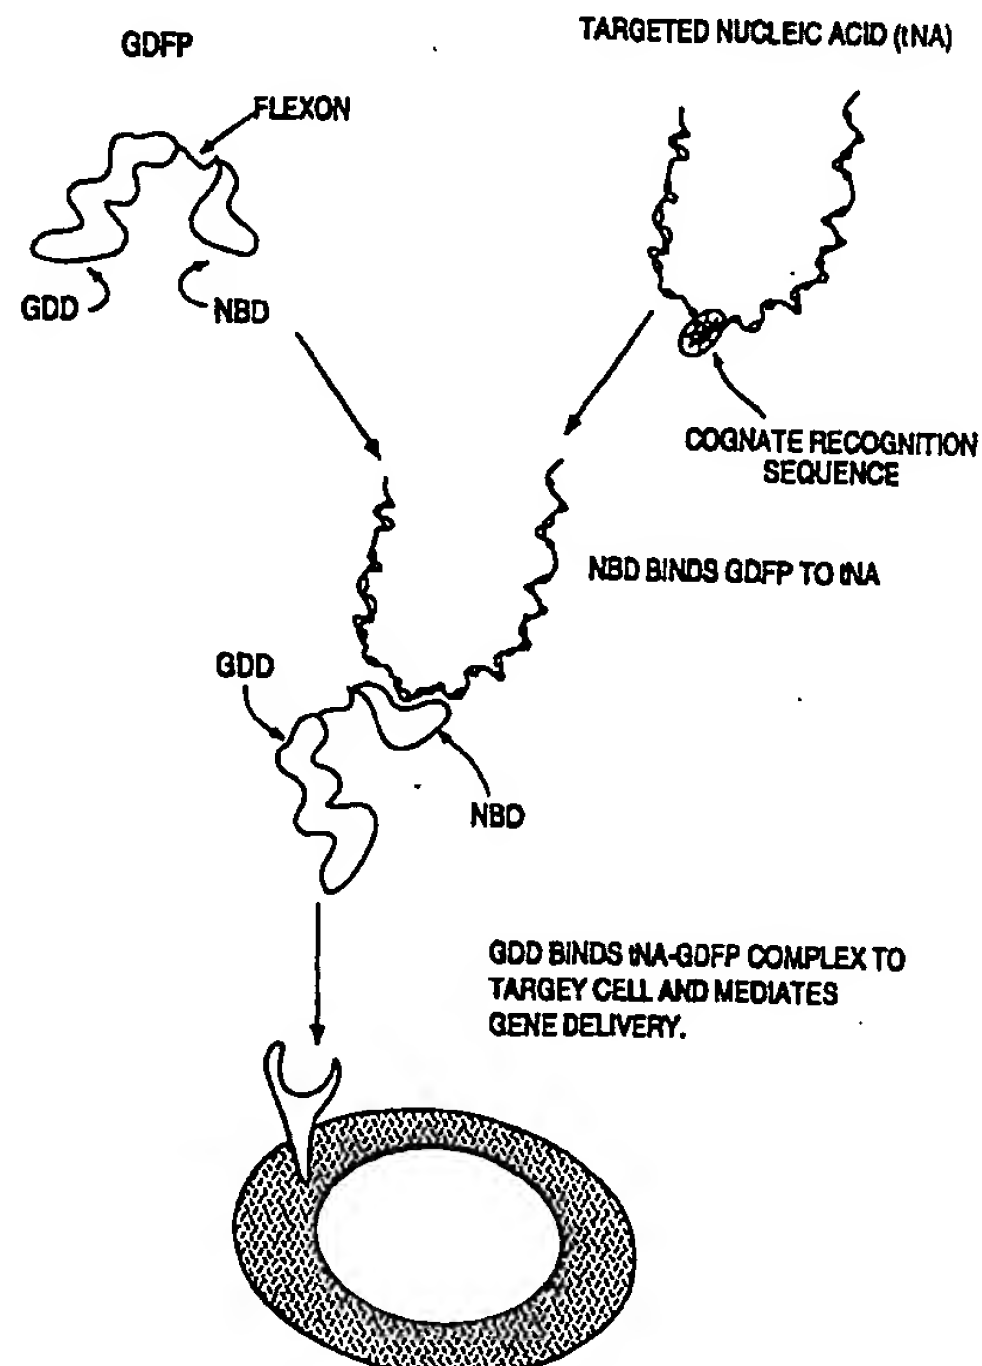 GDFP
TARGETED NUCLEIC ACID (tNA)
FLEXON
GDD
NBD
COGNATE RECOGNITION
SEQUENCE
NBD BINDS GDFP TO tNA
GDD
NBD
GDD BINDS tNA-GDFP COMPLEX TO
TARGEY CELL AND MEDIATES
GENE DELIVERY.